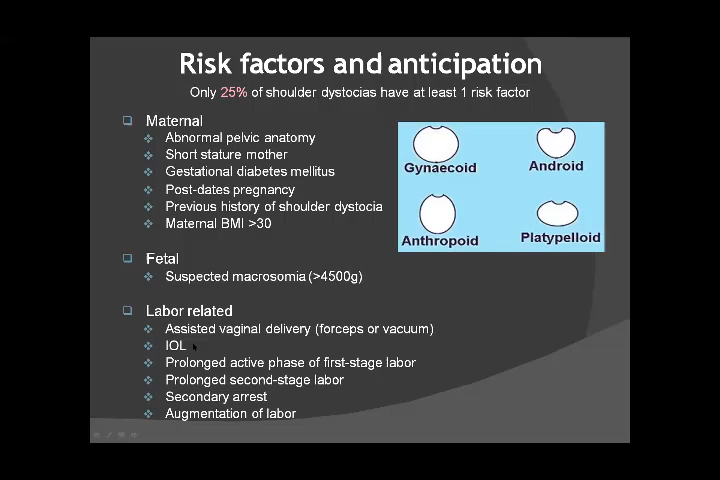 Risk factors and anticipation
Only 25% of shoulder dystocias have at least 1 risk factor
Maternal
Abnormal pelvic anatomy
Short stature mother
Gestational diabetes mellitus
Post-dates pregnancy
Previous history of shoulder dystocia
Maternal BMI >30
Gynaecoid
Android
Anthropoid
Platypelloid
Fetal
Suspected macrosomia (>4500g)
Labor related
Assisted vaginal delivery (forceps or vacuum)
IOL
Prolonged active phase of first-stage labor
Prolonged second-stage labor
Secondary arrest
Augmentation of labor